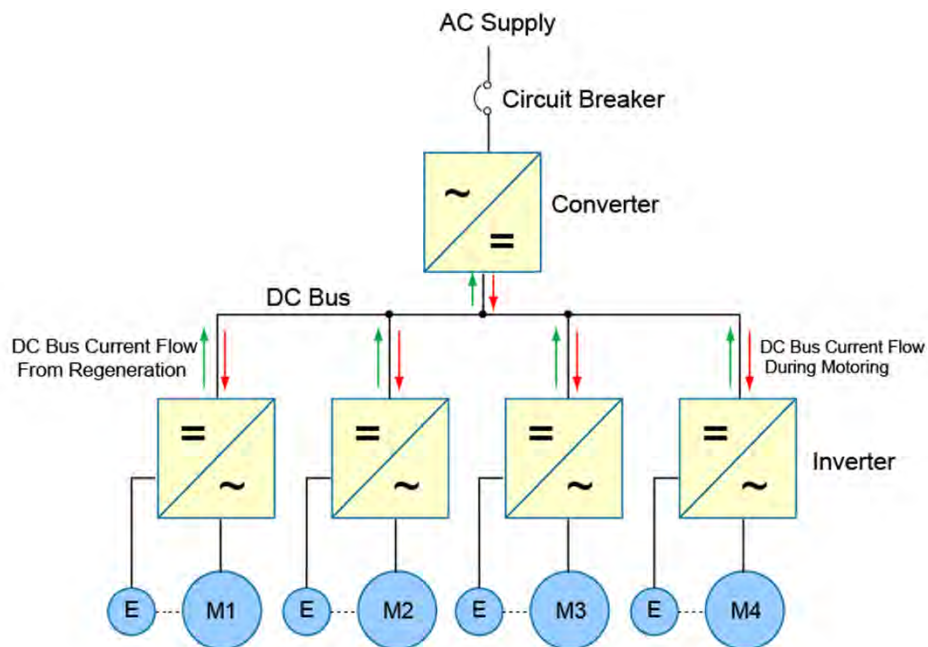 AC Supply
Circuit Breaker
~
Converter
=
DC Bus
DC Bus Current Flow
From Regeneration
DC Bus Current Flow
During Motoring
= = = =
Inverter
~ ~ ~ ~
E M1 E M2 E M3 E M4